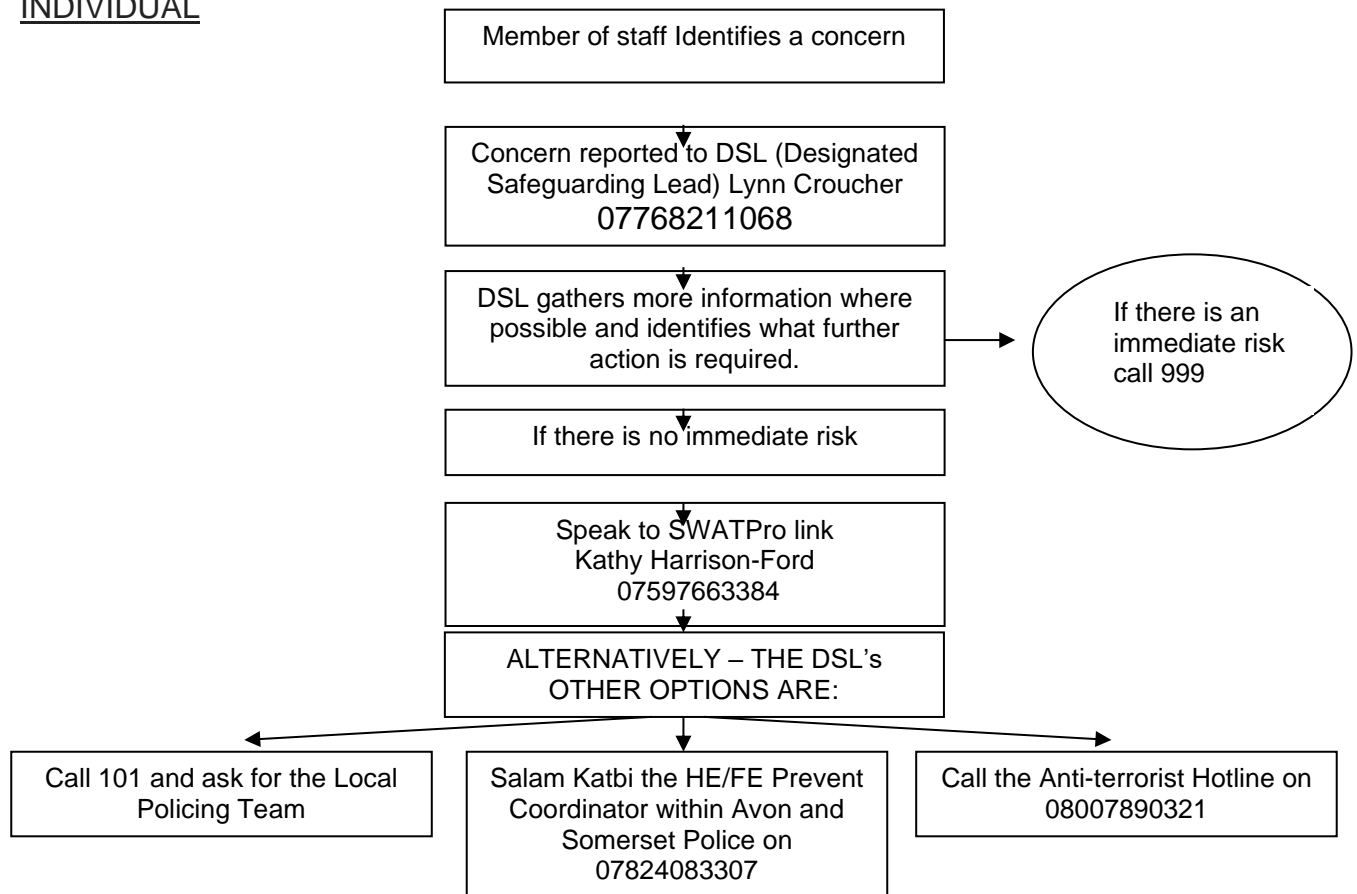 INDIVIDUAL
Member of staff Identifies a concern
Concern reported to DSL (Designated
Safeguarding Lead) Lynn Croucher
07768211068
DSL gathers more information where
possible and identifies what further
action is required.
If there is an
immediate risk
call 999
If there is no immediate risk
Speak to SWATPro link
Kathy Harrison-Ford
07597663384
ALTERNATIVELY – THE DSL's
OTHER OPTIONS ARE:
Call 101 and ask for the Local
Policing Team
Salam Katbi the HE/FE Prevent
Coordinator within Avon and
Somerset Police on
07824083307
Call the Anti-terrorist Hotline on
08007890321